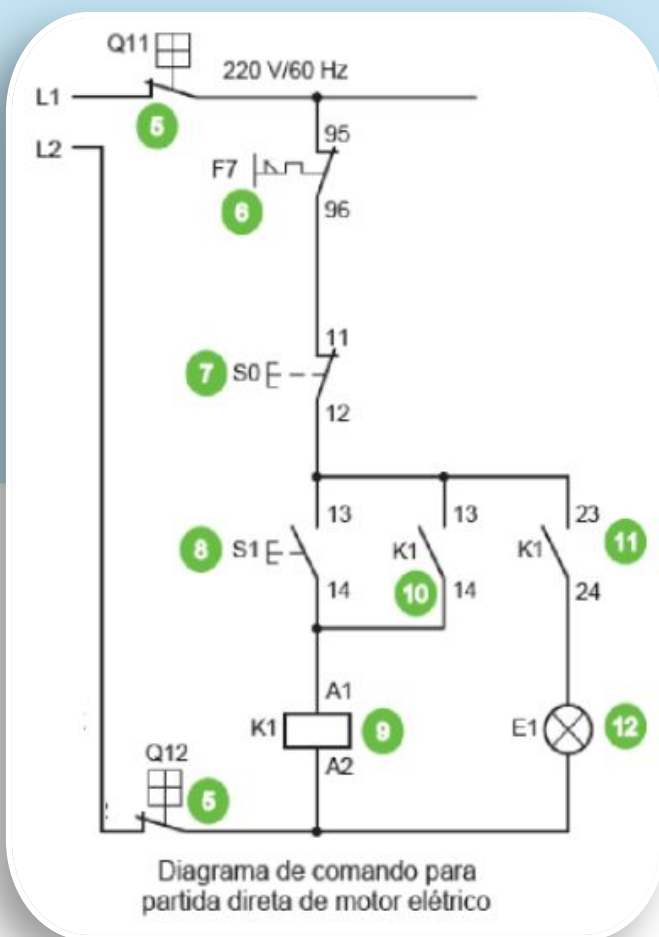 Q11
220 V/60 Hz
L1
5
L2
95
F7
6
96
11
7 S0
12
13 13 23
8 S1 K1 K1 11
14 10 14 24
A1
K1 9 E1 12
A2
Q12
5
Diagrama de comando para
partida direta de motor elétrico